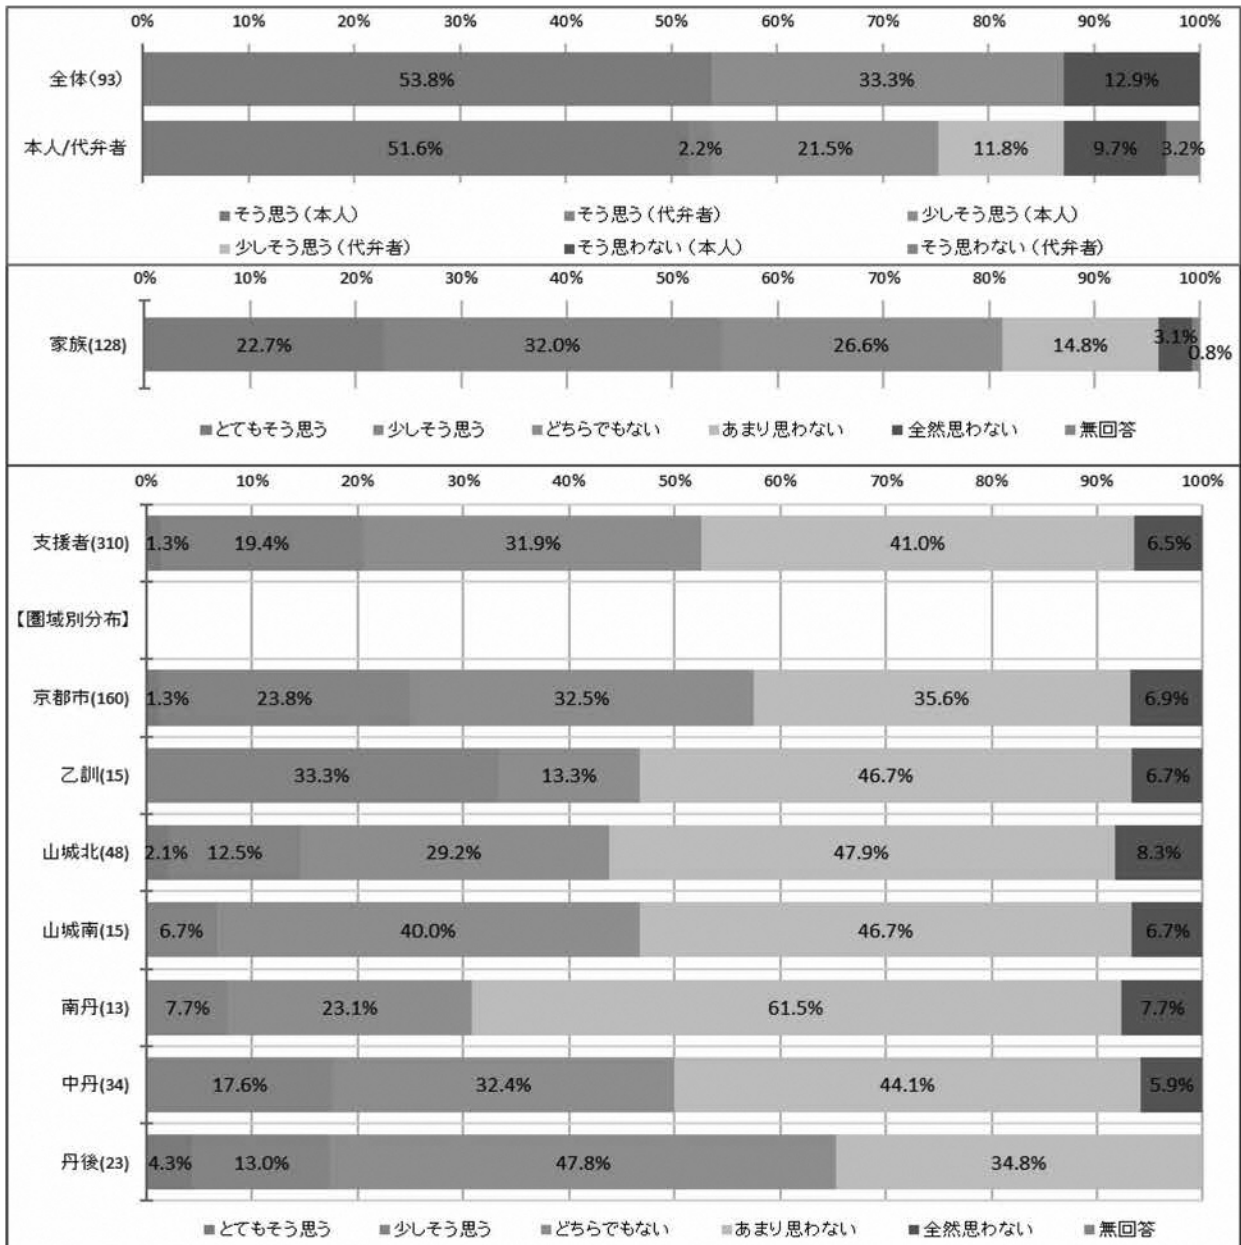 0% 10% 20% 30% 40% 50% 60% 70% 80% 90% 100%
全体(93) 53.8% 33.3% 12.9%
本人/代弁者 51.6% 2.2% 21.5% 11.8% 9.7% 3.2%
■そう思う(本人) ■そう思う(代弁者) ■少しそう思う(本人)
■少しそう思う(代弁者) ■そう思わない(本人) ■そう思わない(代弁者)
0% 10% 20% 30% 40% 50% 60% 70% 80% 90% 100%
家族(128) 22.7% 32.0% 26.6% 14.8% 3.1% 0.8%
■とてもそう思う ■少しそう思う ■どちらでもない ■あまり思わない ■全然思わない ■無回答
0% 10% 20% 30% 40% 50% 60% 70% 80% 90% 100%
支援者(310) 1.3% 19.4% 31.9% 41.0% 6.5%
【圏域別分布】
京都市(160) 1.3% 23.8% 32.5% 35.6% 6.9%
乙訓(15) 33.3% 13.3% 46.7% 6.7%
山城北(48) 2.1% 12.5% 29.2% 47.9% 8.3%
山城南(15) 6.7% 40.0% 46.7% 6.7%
南丹(13) 7.7% 23.1% 61.5% 7.7%
中丹(34) 17.6% 32.4% 44.1% 5.9%
丹後(23) 4.3% 13.0% 47.8% 34.8%
■とてもそう思う ■少しそう思う ■どちらでもない ■あまり思わない ■全然思わない ■無回答